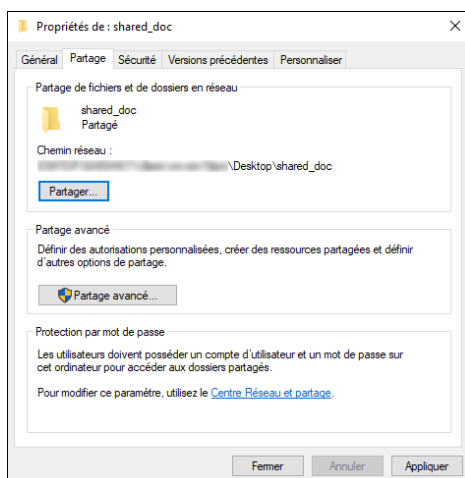 Propriétés de : shared_doc
Général Partage Sécurité Versions précédentes Personnaliser
Partage de fichiers et de dossiers en réseau
shared_doc
Partagé
Chemin réseau :
\Desktop\shared_doc
Partager...
Partage avancé
Définir des autorisations personnalisées, créer des ressources partagées et définir
d'autres options de partage.
Partage avancé...
Protection par mot de passe
Les utilisateurs doivent posséder un compte d'utilisateur et un mot de passe sur
cet ordinateur pour accéder aux dossiers partagés.
Pour modifier ce paramètre, utilisez le Centre Réseau et partage.
Fermer Annuler Appliquer